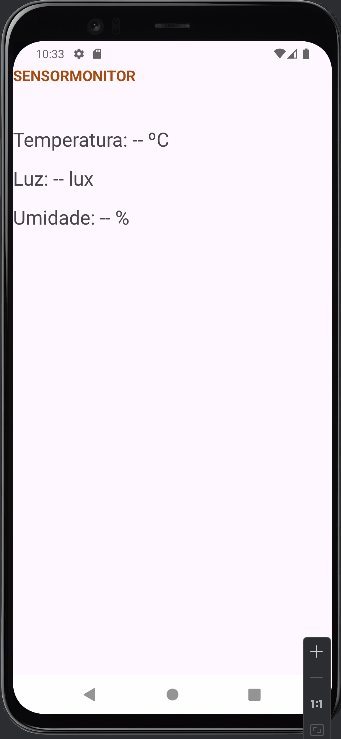 10:33
SENSORMONITOR
Temperatura: -- ºC
Luz: -- lux
Umidade: -- %
1:1